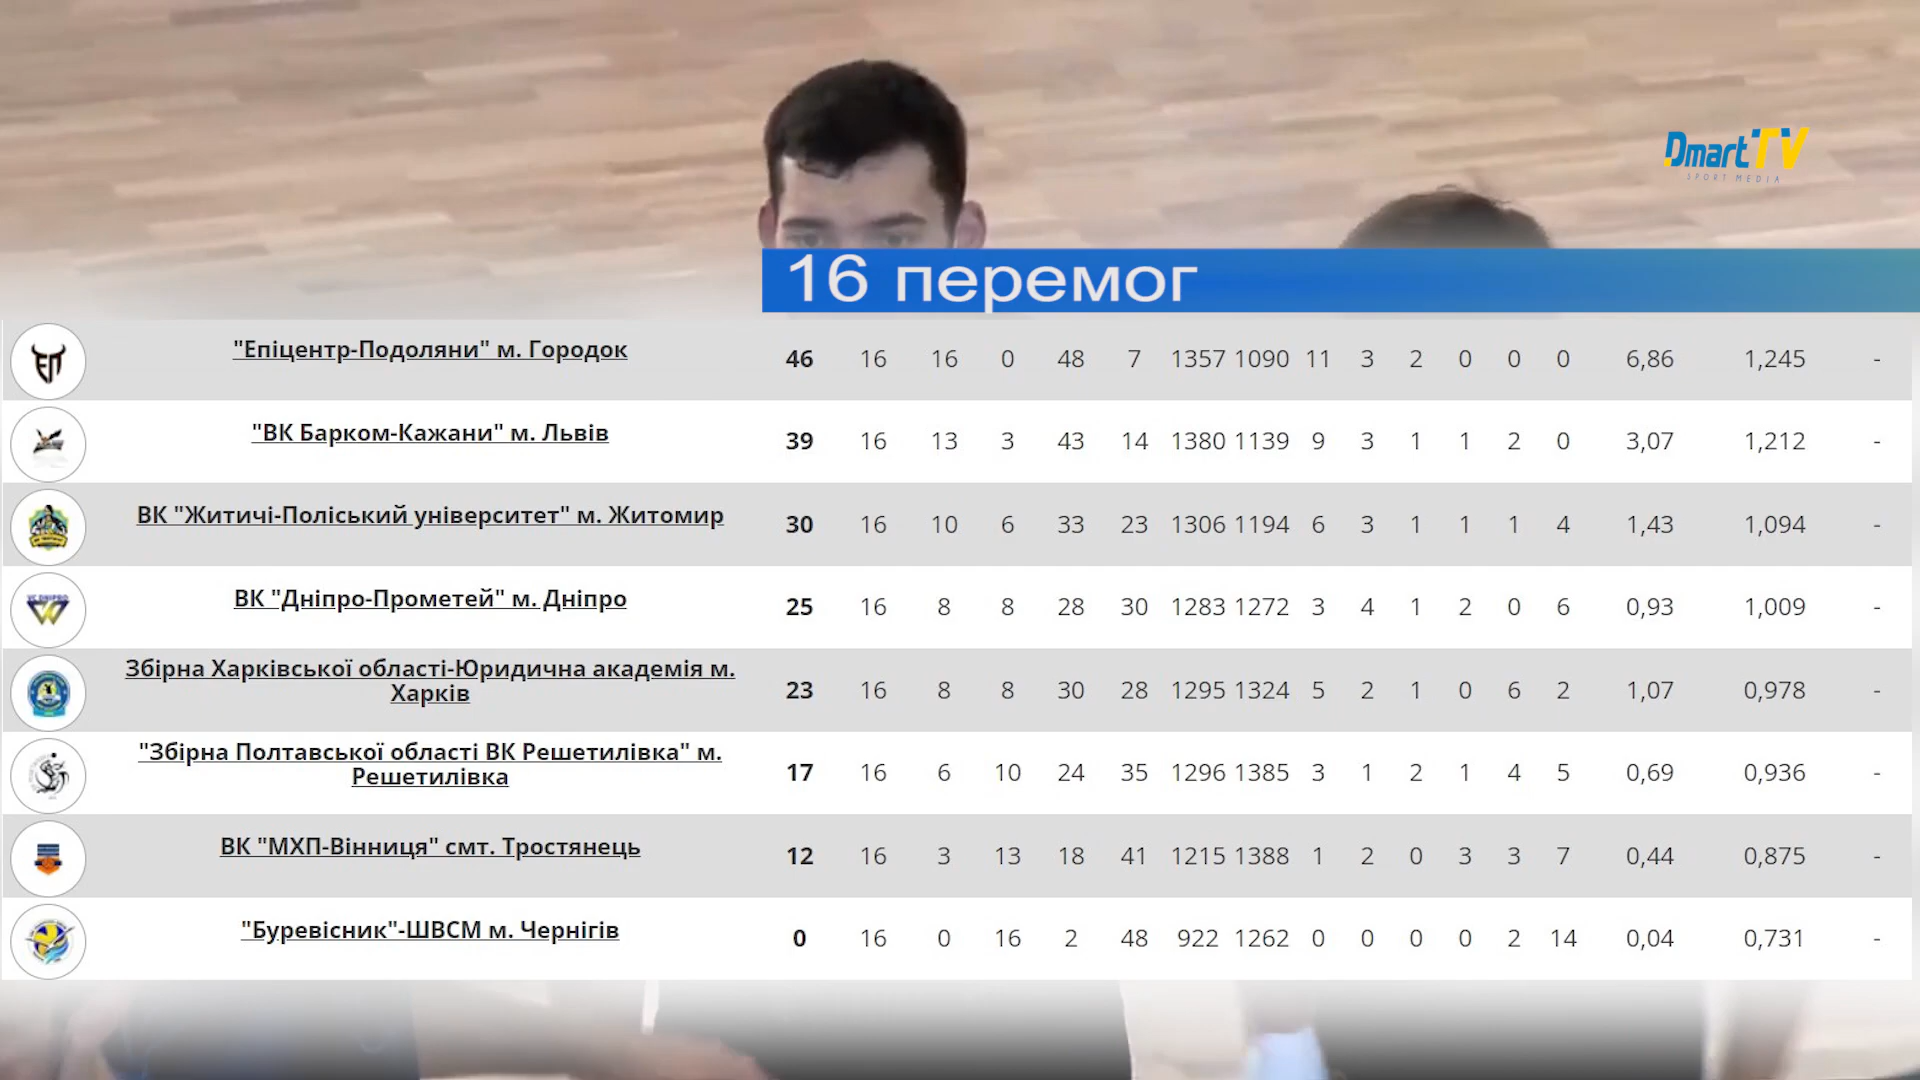 DmartTV
SPORT MEDIA
16 перемог
ЕП "Епіцентр-Подоляни" м. Городок 46 16 16 0 48 7 1357 1090 11 3 2 0 0 0 6,86 1,245 -
"ВК Барком-Кажани" м. Львів 39 16 13 3 43 14 1380 1139 9 3 1 1 2 0 3,07 1,212 -
ВК "Житичі-Поліський університет" м. Житомир 30 16 10 6 33 23 1306 1194 6 3 1 1 1 4 1,43 1,094 -
VC DNIPRO ВК "Дніпро-Прометей" м. Дніпро 25 16 8 8 28 30 1283 1272 3 4 1 2 0 6 0,93 1,009 -
Збірна Харківської області-Юридична академія м.
Харків 23 16 8 8 30 28 1295 1324 5 2 1 0 6 2 1,07 0,978 -
"Збірна Полтавської області ВК Решетилівка" м.
Решетилівка 17 16 6 10 24 35 1296 1385 3 1 2 1 4 5 0,69 0,936 -
ВК "МХП-Вінниця" смт. Тростянець 12 16 3 13 18 41 1215 1388 1 2 0 3 3 7 0,44 0,875 -
"Буревісник"-ШВСМ м. Чернігів 0 16 0 16 2 48 922 1262 0 0 0 0 2 14 0,04 0,731 -